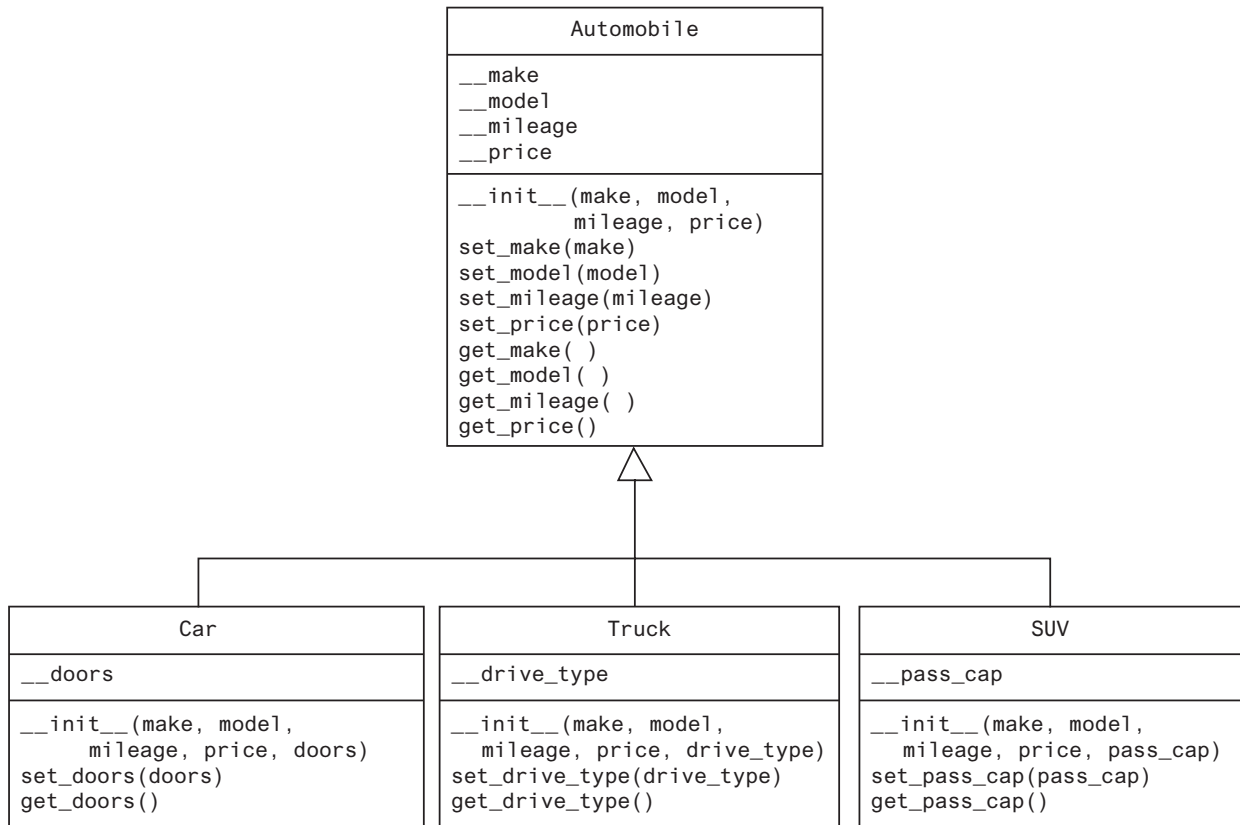 Automobile
__make
__model
__mileage
__price
__init__(make, model,
mileage, price)
set_make(make)
set_model(model)
set_mileage(mileage)
set_price(price)
get_make( )
get_model( )
get_mileage( )
get_price()
Car
__doors
__init__(make, model,
mileage, price, doors)
set_doors(doors)
get_doors()
Truck
__drive_type
__init__(make, model,
mileage, price, drive_type)
set_drive_type(drive_type)
get_drive_type()
SUV
__pass_cap
__init__(make, model,
mileage, price, pass_cap)
set_pass_cap(pass_cap)
get_pass_cap()